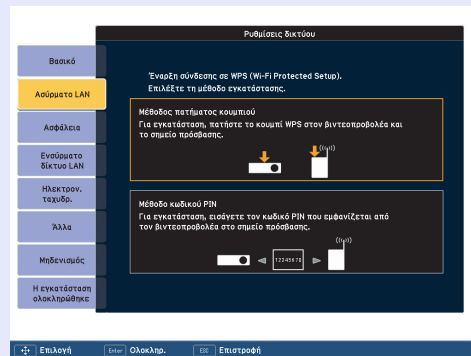 Ρυθμίσεις δικτύου
Βασικό
Ασύρματο LAN
Ασφάλεια
Ενσύρματο
δίκτυο LAN
Ηλεκτρον.
ταχυδρ.
Άλλα
Μηδενισμός
Η εγκατάσταση
ολοκληρώθηκε
Έναρξη σύνδεσης σε WPS (Wi-Fi Protected Setup).
Επιλέξτε τη μέθοδο εγκατάστασης.
Μέθοδος πατήματος κουμπιού
Για εγκατάσταση, πατήστε το κουμπί WPS στον βιντεοπροβολέα και
το σημείο πρόσβασης.
Μέθοδο κωδικού PIN
Για εγκατάσταση, εισάγετε τον κωδικό PIN που εμφανίζεται από
τον βιντεοπροβολέα στο σημείο πρόσβασης.
12345678
Επιλογή Enter Ολοκληρ. ESC Επιστροφή